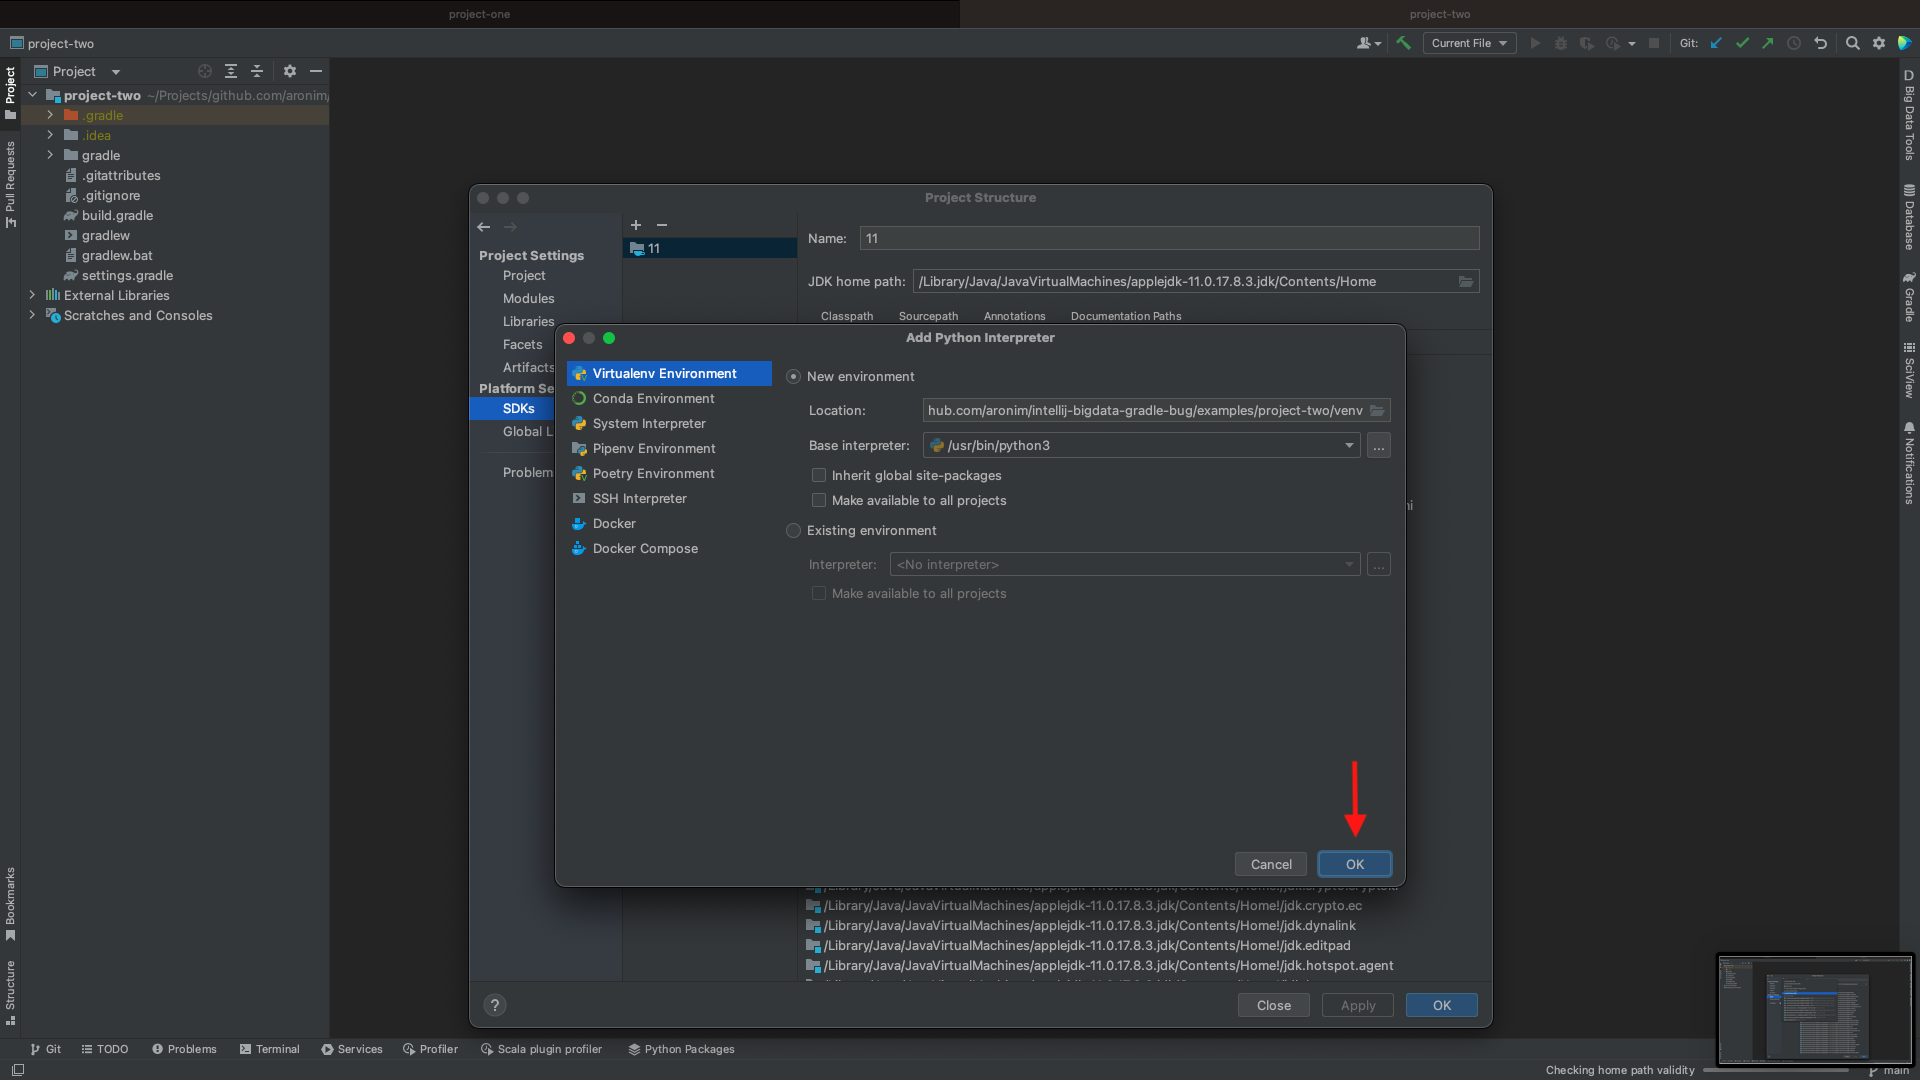 project-one
project-two
project-two
Current File
Git:
Project
project-two ~/Projects/github.com/aronim/
.gradle
.idea
gradle
.gitattributes
.gitignore
build.gradle
gradlew
gradlew.bat
settings.gradle
External Libraries
Scratches and Consoles
Project
Pull Requests
Bookmarks
Structure
D Big Data Tools
Database
Gradle
SciView
Notifications
Project Structure
Project Settings
Project
Modules
Libraries
Facets
Artifacts
Platform Se
SDKs
Global L
Problem
11
Name: 11
JDK home path: /Library/Java/JavaVirtualMachines/applejdk-11.0.17.8.3.jdk/Contents/Home
Classpath Sourcepath Annotations Documentation Paths
Add Python Interpreter
Virtualenv Environment
Conda Environment
System Interpreter
Pipenv Environment
Poetry Environment
SSH Interpreter
Docker
Docker Compose
New environment
Location: hub.com/aronim/intellij-bigdata-gradle-bug/examples/project-two/venv
Base interpreter: /usr/bin/python3 ...
Inherit global site-packages
Make available to all projects
Existing environment
Interpreter: <No interpreter> ...
Make available to all projects
Cancel OK
/Library/Java/JavaVirtualMachines/applejdk-11.0.17.8.3.jdk/Contents/Home!/jdk.crypto.ec
/Library/Java/JavaVirtualMachines/applejdk-11.0.17.8.3.jdk/Contents/Home!/jdk.dynalink
/Library/Java/JavaVirtualMachines/applejdk-11.0.17.8.3.jdk/Contents/Home!/jdk.editpad
/Library/Java/JavaVirtualMachines/applejdk-11.0.17.8.3.jdk/Contents/Home!/jdk.hotspot.agent
? Close Apply OK
Git TODO Problems Terminal Services Profiler Scala plugin profiler Python Packages
Checking home path validity main